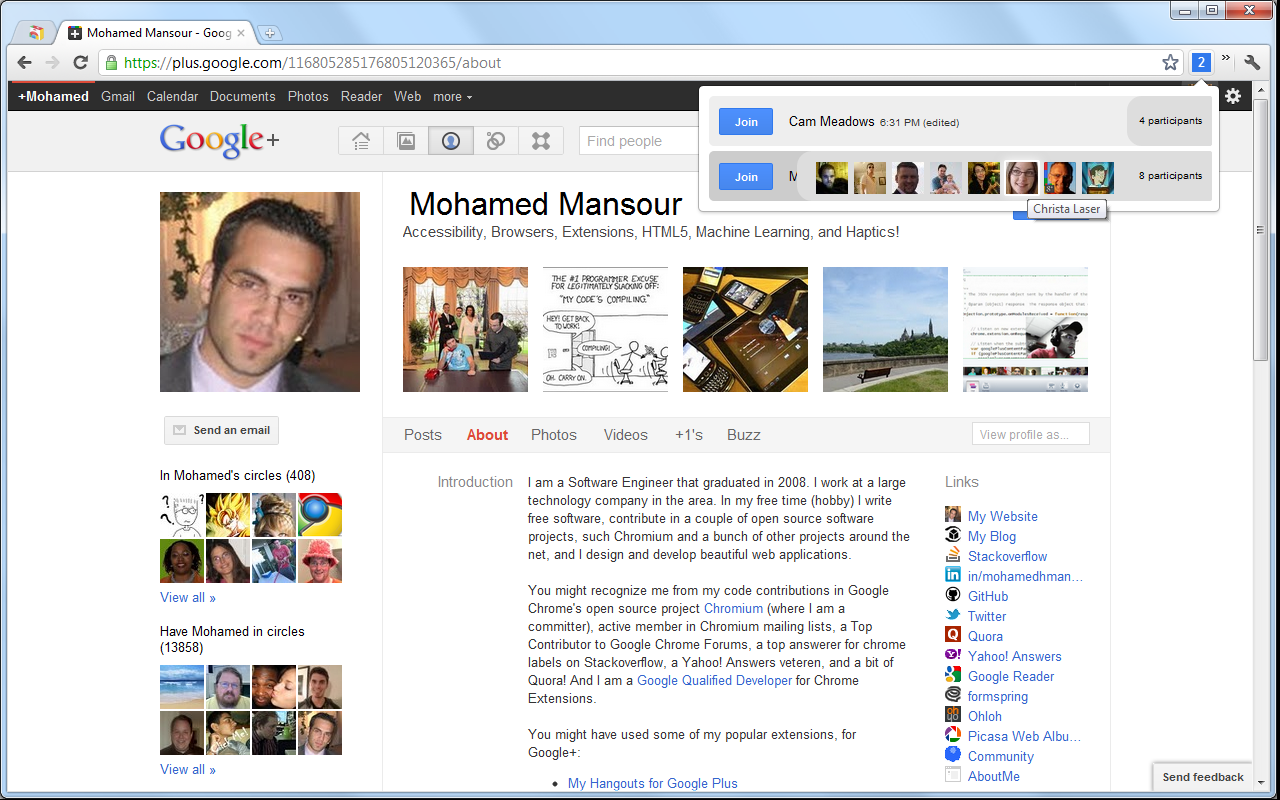 Mohamed Mansour - Goog
https://plus.google.com/116805285176805120365/about
2
+Mohamed Gmail Calendar Documents Photos Reader Web more
Google+
Find people
Join Cam Meadows 6:31 PM (edited) 4 participants
Join M 8 participants
Christa Laser
Mohamed Mansour
Accessibility, Browsers, Extensions, HTML5, Machine Learning, and Haptics!
THE #1 PROGRAMMER EXCUSE
FOR LEGITIMATELY SLACKING OFF:
"MY CODE'S COMPILING."
HEY! GET BACK
TO WORK!
COMPILING!
OH. CARRY ON.
Send an email
Posts About Photos Videos +1's Buzz
View profile as...
In Mohamed's circles (408)
View all »
Have Mohamed in circles
(13858)
View all »
Introduction
I am a Software Engineer that graduated in 2008. I work at a large
technology company in the area. In my free time (hobby) I write
free software, contribute in a couple of open source software
projects, such Chromium and a bunch of other projects around the
net, and I design and develop beautiful web applications.
You might recognize me from my code contributions in Google
Chrome's open source project Chromium (where I am a
committer), active member in Chromium mailing lists, a Top
Contributor to Google Chrome Forums, a top answerer for chrome
labels on Stackoverflow, a Yahoo! Answers veteren, and a bit of
Quora! And I am a Google Qualified Developer for Chrome
Extensions.
You might have used some of my popular extensions, for
Google+:
• My Hangouts for Google Plus
Links
My Website
My Blog
Stackoverflow
in/mohamedhman...
GitHub
Twitter
Quora
Yahoo! Answers
Google Reader
formspring
Ohloh
Picasa Web Albu...
Community
AboutMe
Send feedback